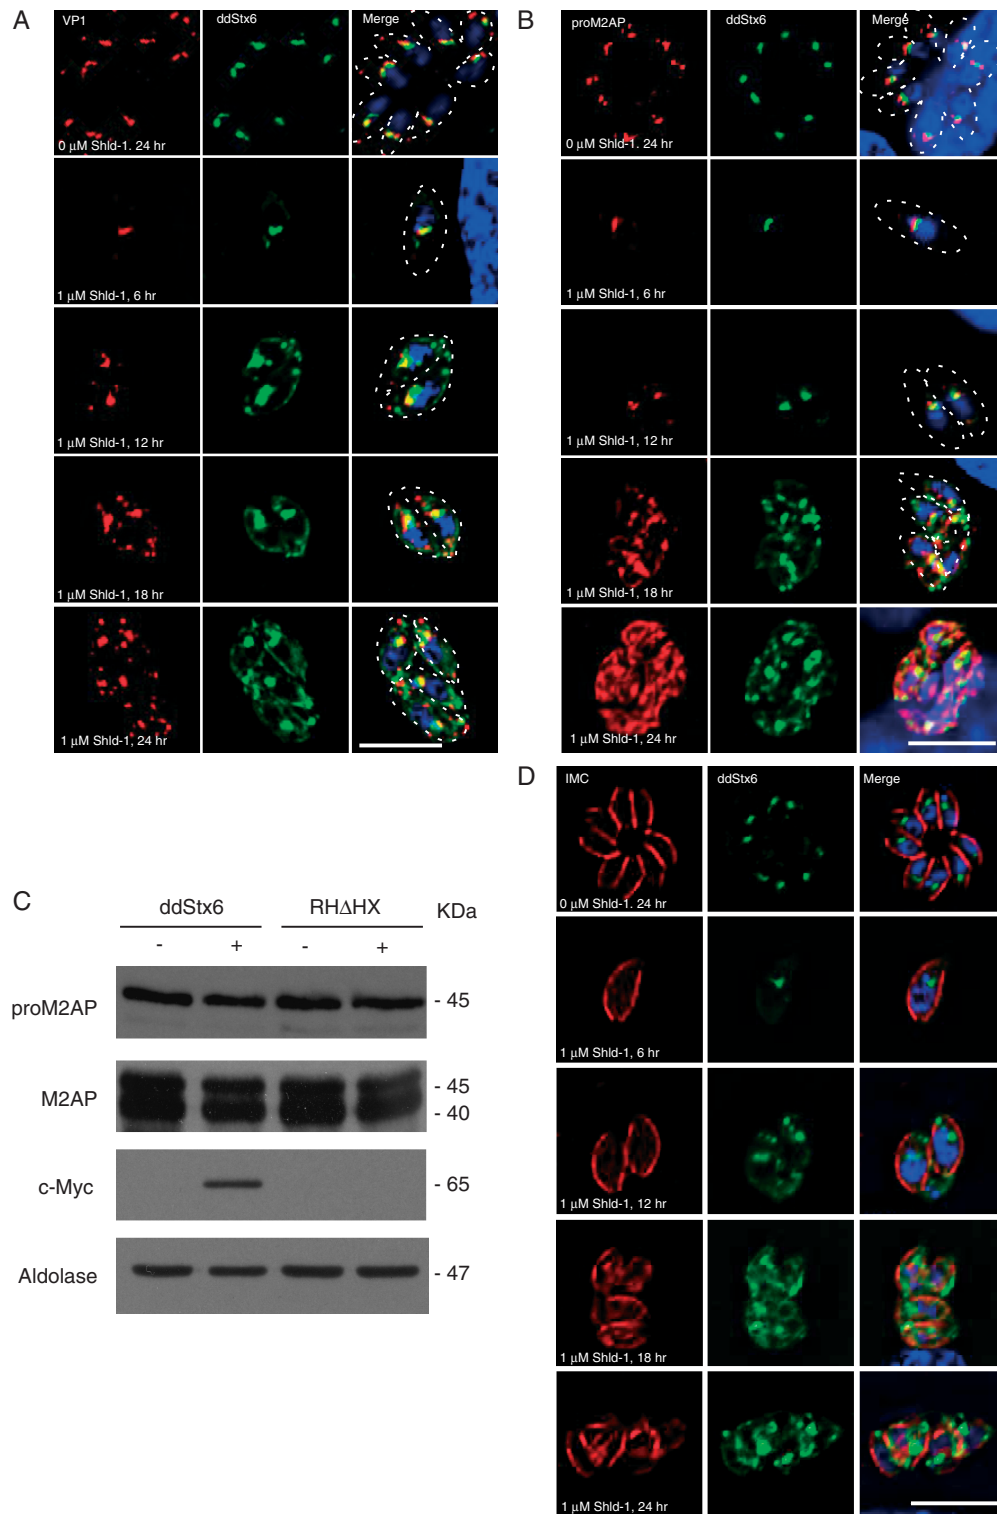 A
VP1 ddStx6 Merge
0 μM Shld-1. 24 hr
1 μM Shld-1, 6 hr
1 μM Shld-1, 12 hr
1 μM Shld-1, 18 hr
1 μM Shld-1, 24 hr
B
proM2AP ddStx6 Merge
0 μM Shld-1. 24 hr
1 μM Shld-1, 6 hr
1 μM Shld-1, 12 hr
1 μM Shld-1, 18 hr
1 μM Shld-1, 24 hr
C
ddStx6 RHΔHX KDa
- + - +
proM2AP - 45
M2AP - 45
- 40
c-Myc - 65
Aldolase - 47
D
IMC ddStx6 Merge
0 μM Shld-1. 24 hr
1 μM Shld-1, 6 hr
1 μM Shld-1, 12 hr
1 μM Shld-1, 18 hr
1 μM Shld-1, 24 hr